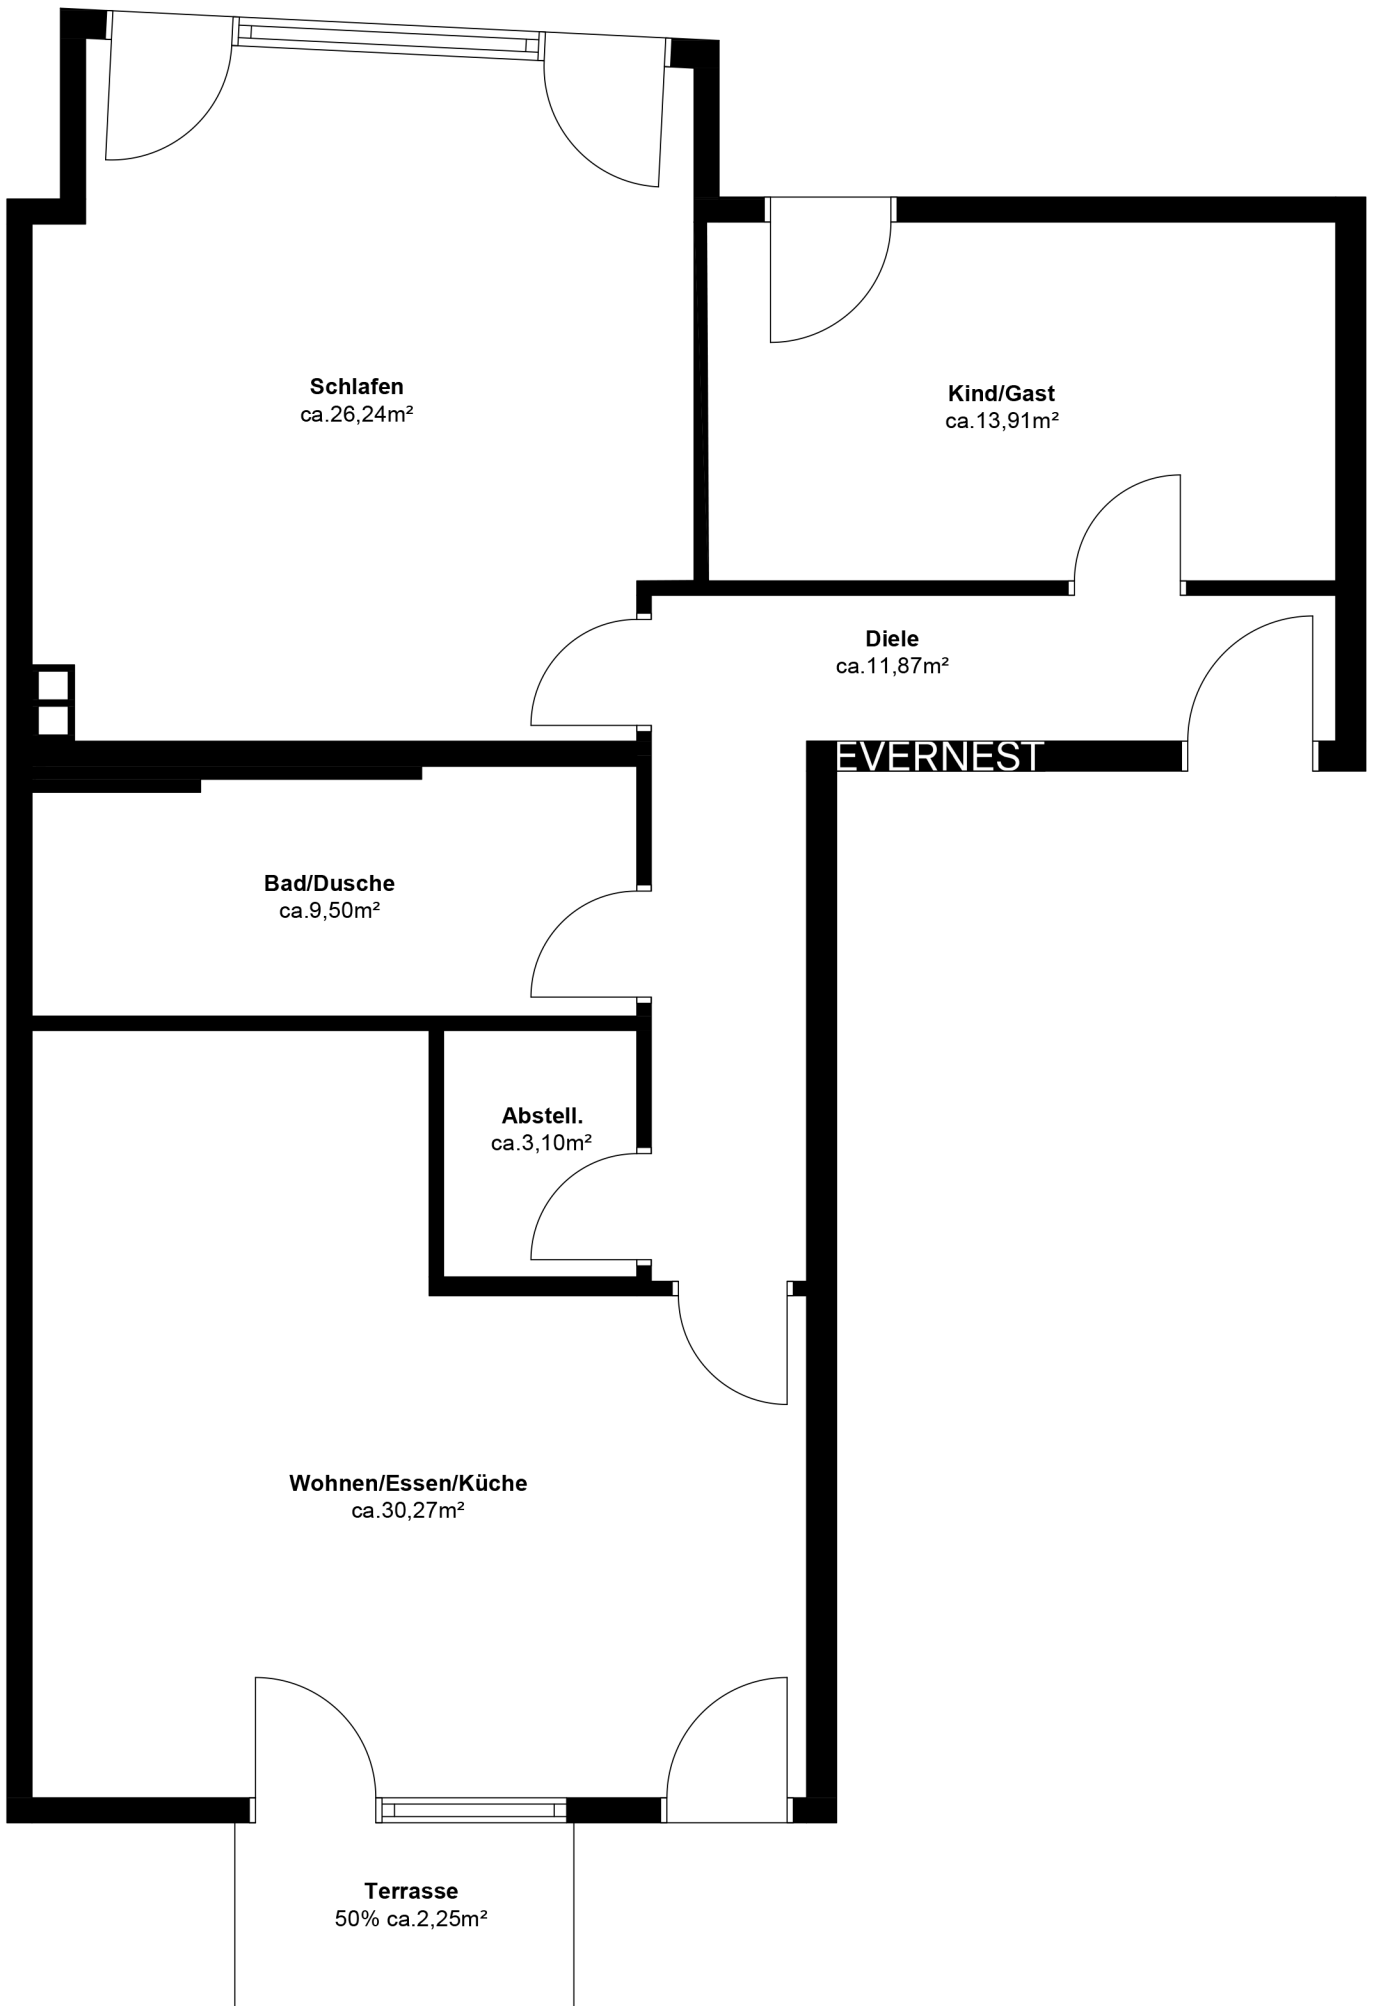 Schlafen
ca.26,24m²
Kind/Gast
ca.13,91m²
Diele
ca.11,87m²
EVERNEST
Bad/Dusche
ca.9,50m²
Abstell.
ca.3,10m²
Wohnen/Essen/Küche
ca.30,27m²
Terrasse
50% ca.2,25m²